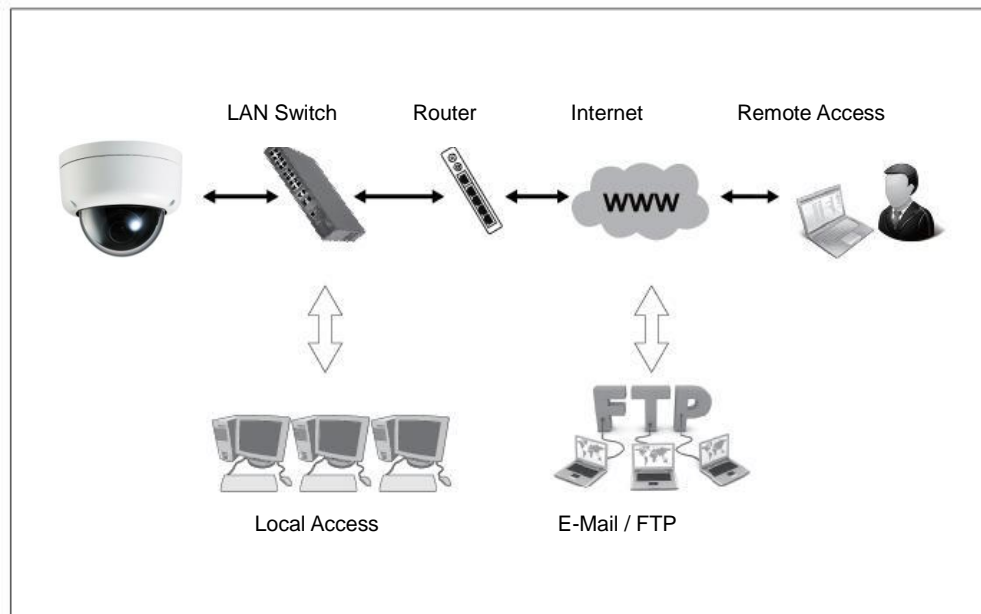 LAN Switch
Router
Internet
Remote Access
WWW
FTP
Local Access
E-Mail / FTP